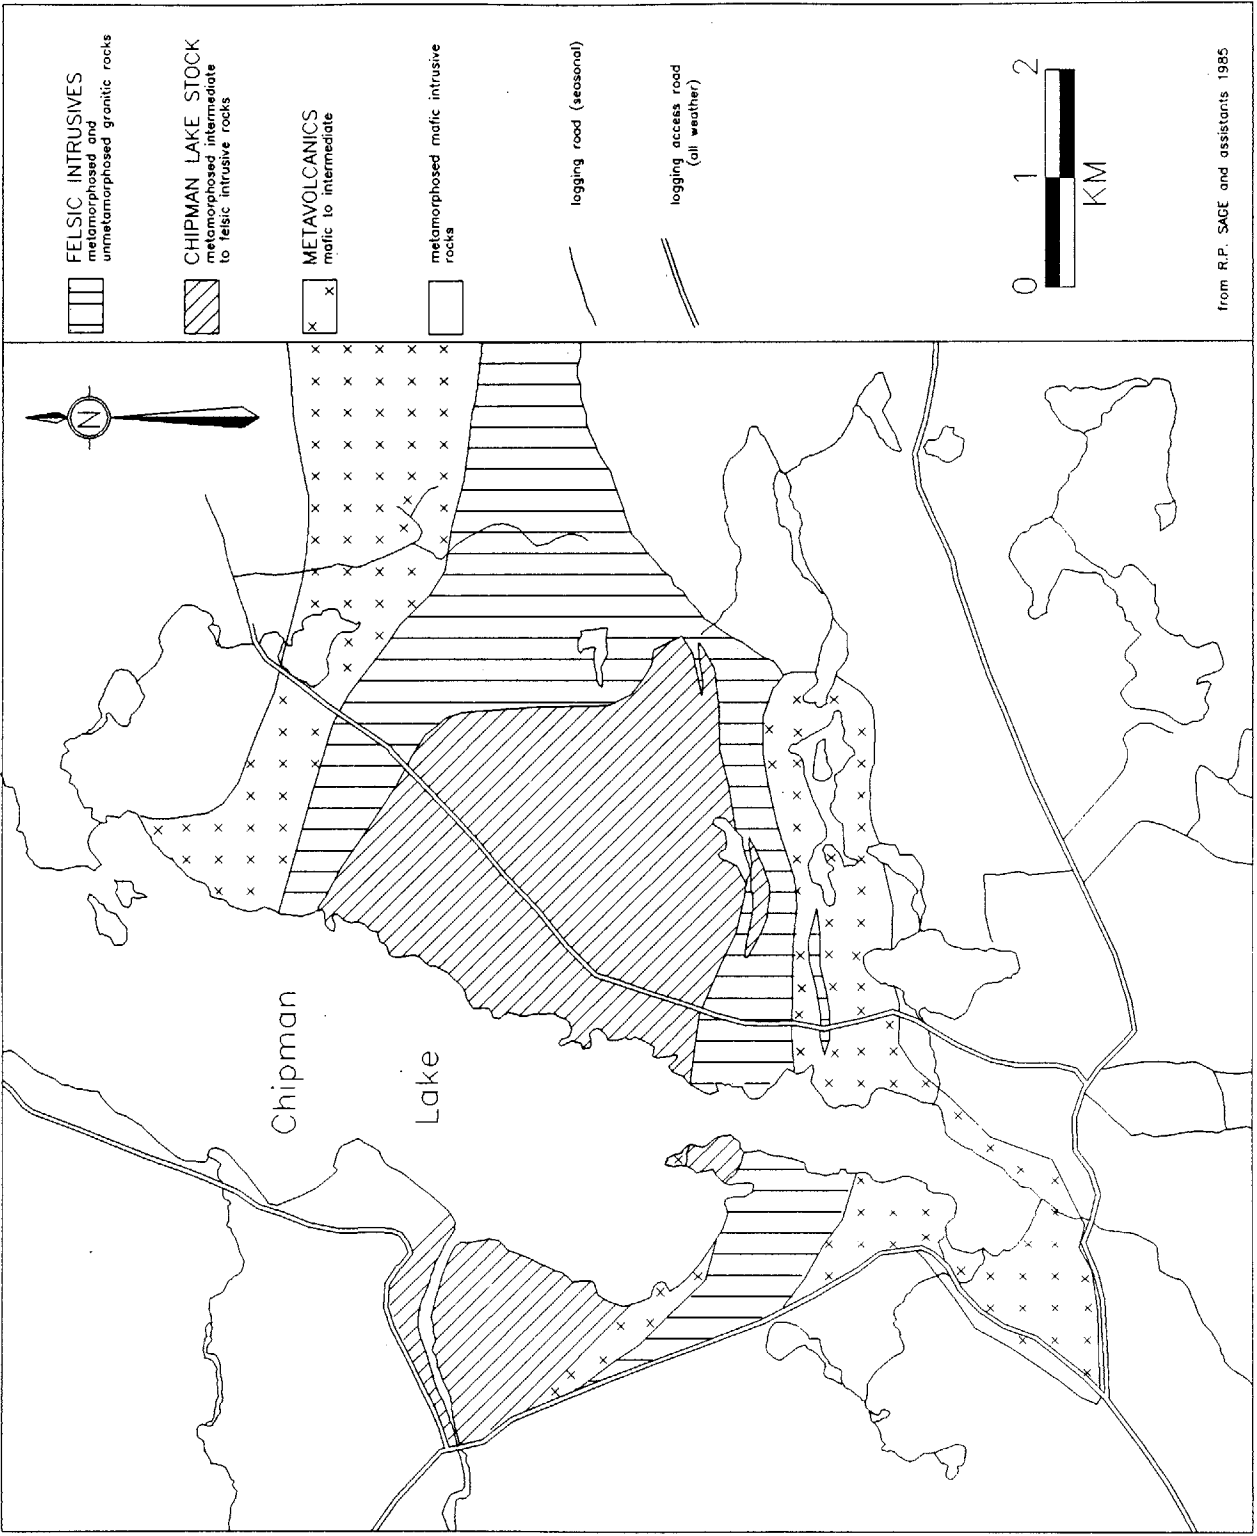 FELSIC INTRUSIVES
metamorphosed and
unmetamorphosed granitic rocks
CHIPMAN LAKE STOCK
metamorphosed intermediate
to felsic intrusive rocks
METAVOLCANICS
mafic to intermediate
metamorphosed mafic intrusive
rocks
logging road (seasonal)
logging access road
(all weather)
0 1 2
KM
from R.P. SAGE and assistants 1985
N
Chipman
Lake